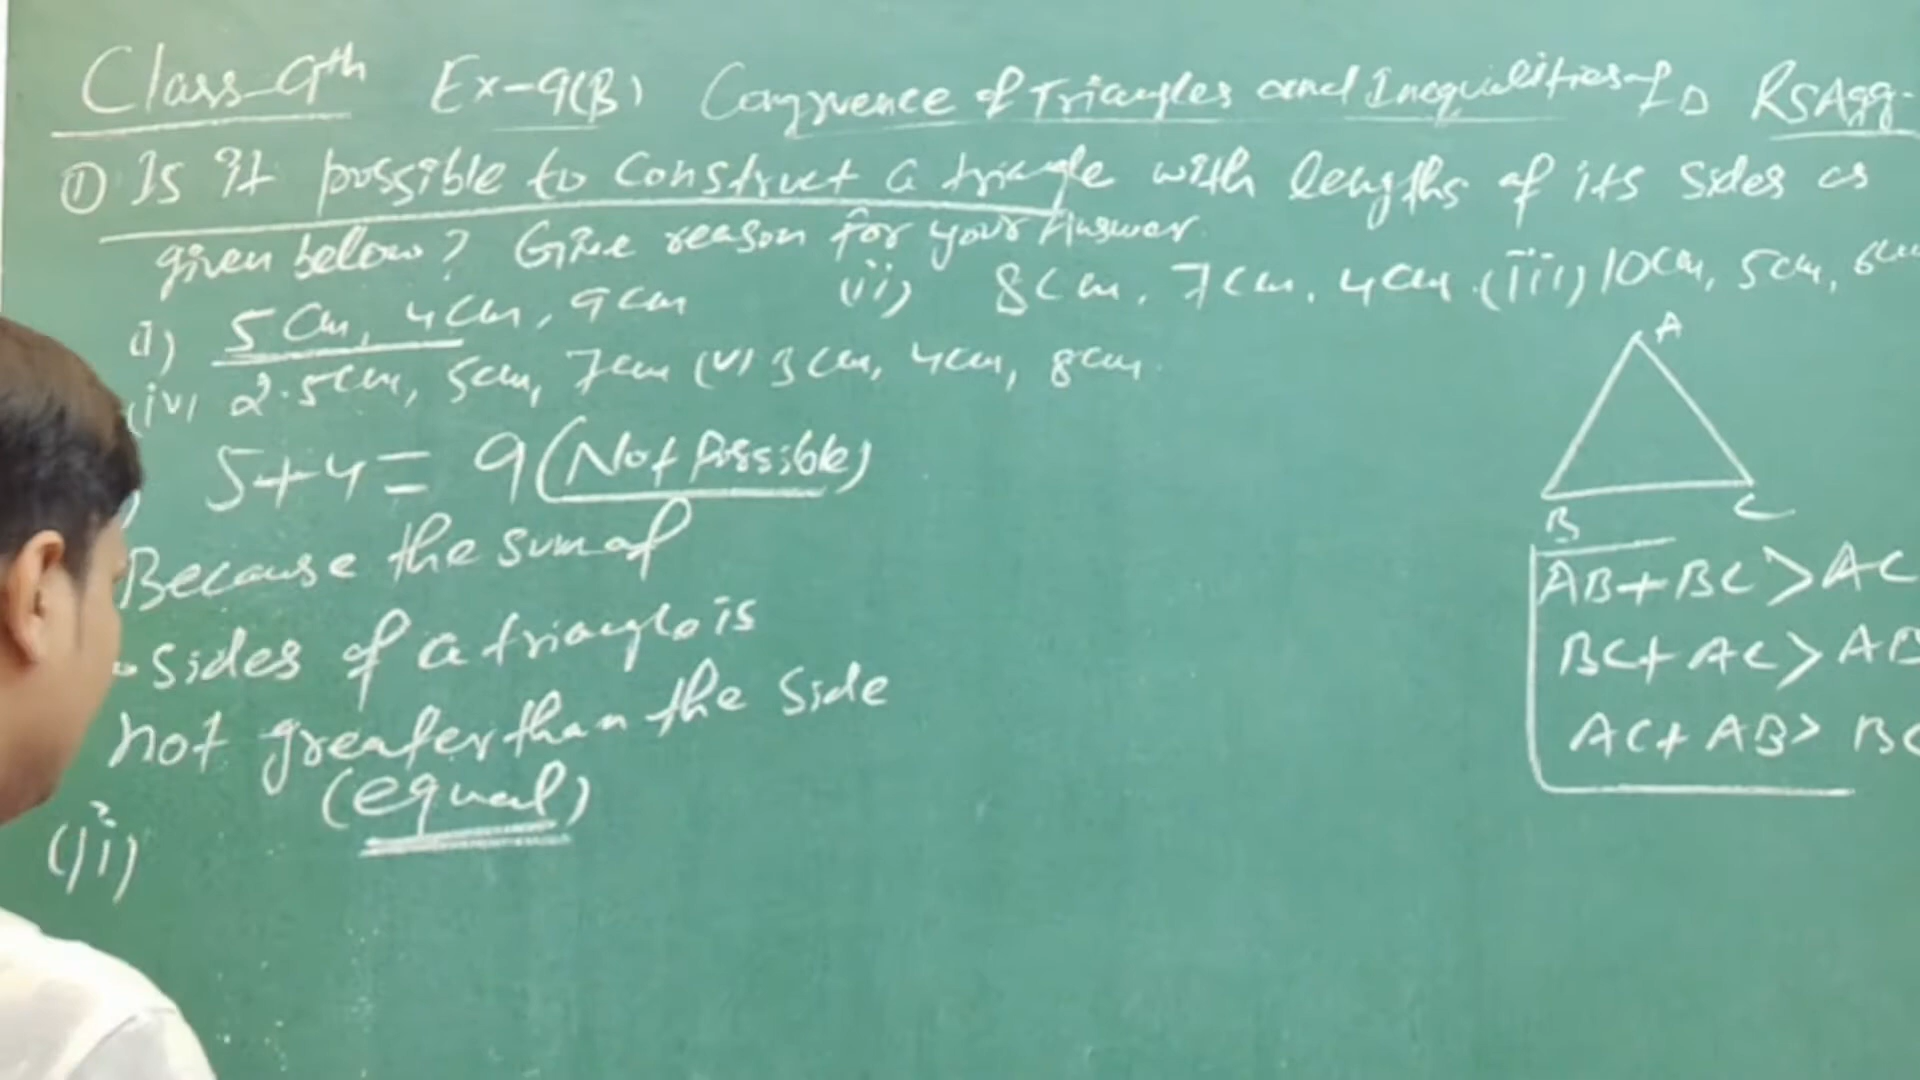 Class-9th Ex-9(B) Congruence of Triangles and Inequalities RSAgg-
① Is it possible to construct a triangle with lengths of its sides as
given below? Give reason for your Answer.
(i) 5cm, 4cm, 9cm (ii) 8cm, 7cm, 4cm. (iii) 10cm, 5cm, 6cm
(iv) 2.5cm, 5cm, 7cm (v) 3cm, 4cm, 8cm.
5+4= 9 (Not Possible)
Because the sum of
sides of a triangle is
not greater than the side
(equal)
(ii)
A
B C
AB+BC>AC
BC+AC>AB
AC+AB>BC